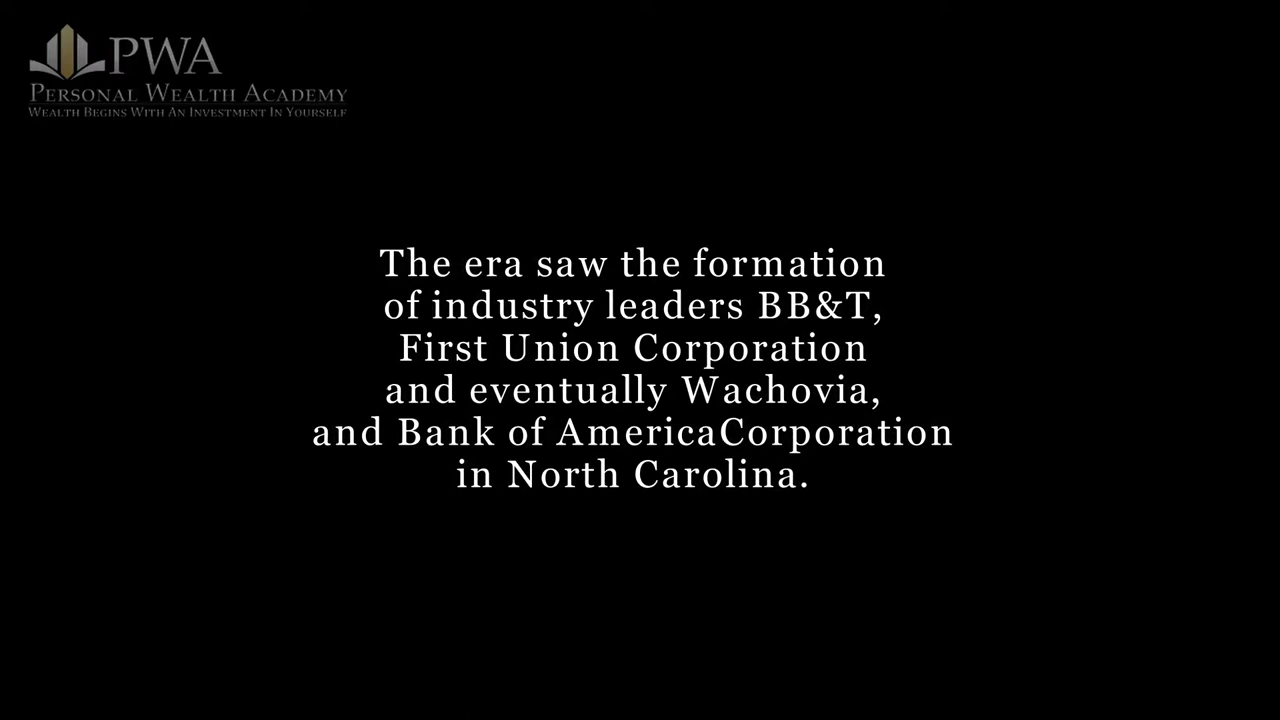 PWA
PERSONAL WEALTH ACADEMY
WEALTH BEGINS WITH AN INVESTMENT IN YOURSELF
The era saw the formation
of industry leaders BB&T,
First Union Corporation
and eventually Wachovia,
and Bank of AmericaCorporation
in North Carolina.